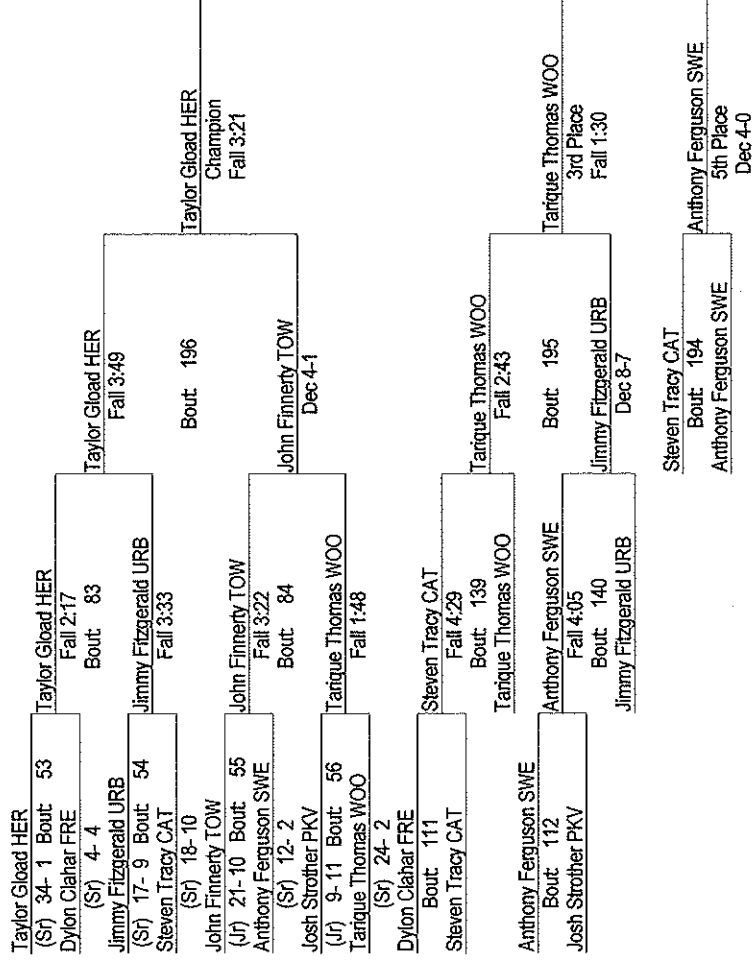 Taylor Gload HER
(Sr) 34- 1 Bout: 53
Dylon Clahar FRE
(Sr) 4- 4
Jimmy Fitzgerald URB
(Sr) 17- 9 Bout: 54
Steven Tracy CAT
(Sr) 18- 10
John Finnerty TOW
(Jr) 21- 10 Bout: 55
Anthony Ferguson SWE
(Sr) 12- 2
Josh Strother PKV
(Jr) 9- 11 Bout: 56
Tarique Thomas WOO
(Sr) 24- 2
Dylon Clahar FRE
Bout: 111
Steven Tracy CAT
Anthony Ferguson SWE
Bout: 112
Josh Strother PKV
Taylor Gload HER
Fall 2:17
Bout: 83
Jimmy Fitzgerald URB
Fall 3:33
John Finnerty TOW
Fall 3:22
Bout: 84
Tarique Thomas WOO
Fall 1:48
Steven Tracy CAT
Fall 4:29
Bout: 139
Tarique Thomas WOO
Anthony Ferguson SWE
Fall 4:05
Bout: 140
Jimmy Fitzgerald URB
Taylor Gload HER
Fall 3:49
Bout: 196
John Finnerty TOW
Dec 4-1
Tarique Thomas WOO
Fall 2:43
Bout: 195
Jimmy Fitzgerald URB
Dec 8-7
Steven Tracy CAT
Bout: 194
Anthony Ferguson SWE
Taylor Gload HER
Champion
Fall 3:21
Tarique Thomas WOO
3rd Place
Fall 1:30
Anthony Ferguson SWE
5th Place
Dec 4-0